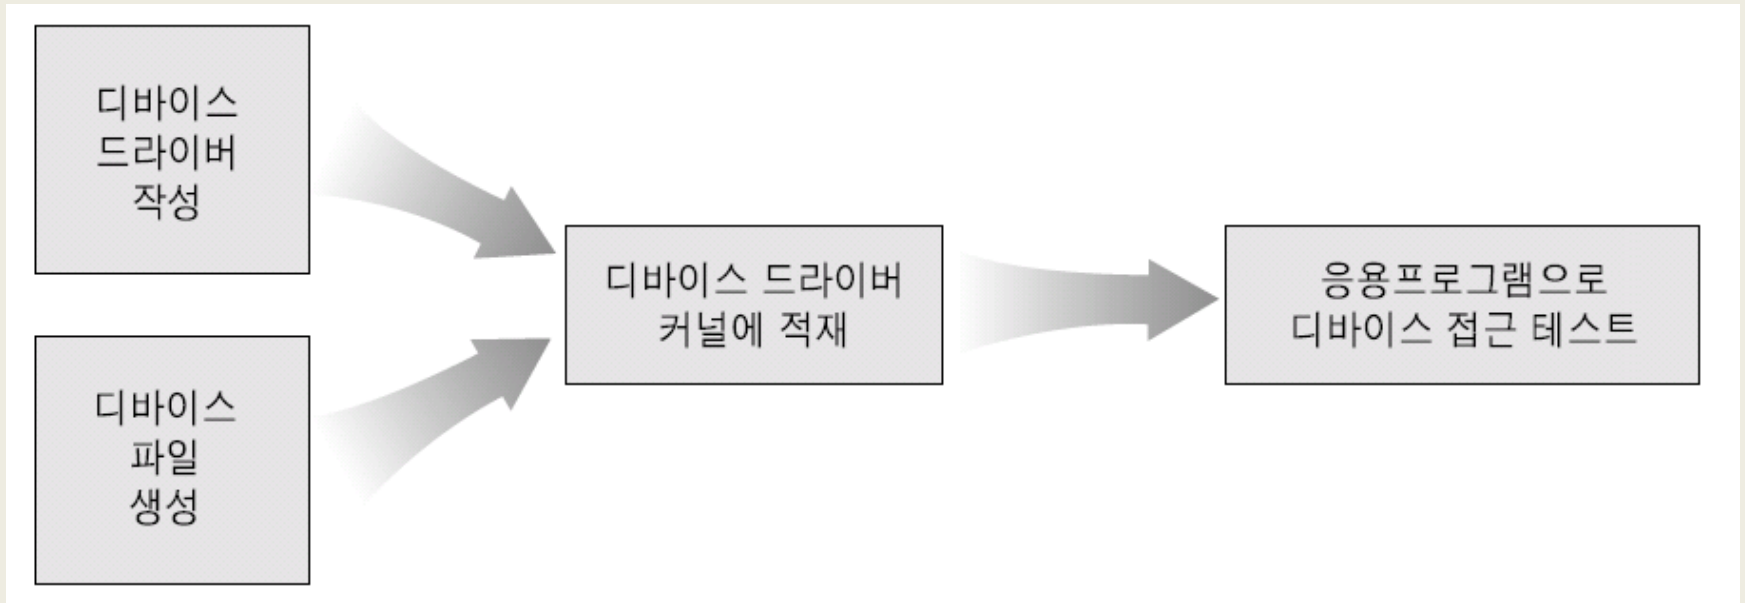 디바이스
드라이버
작성
디바이스
파일
생성
디바이스 드라이버
커널에 적재
응용프로그램으로
디바이스 접근 테스트